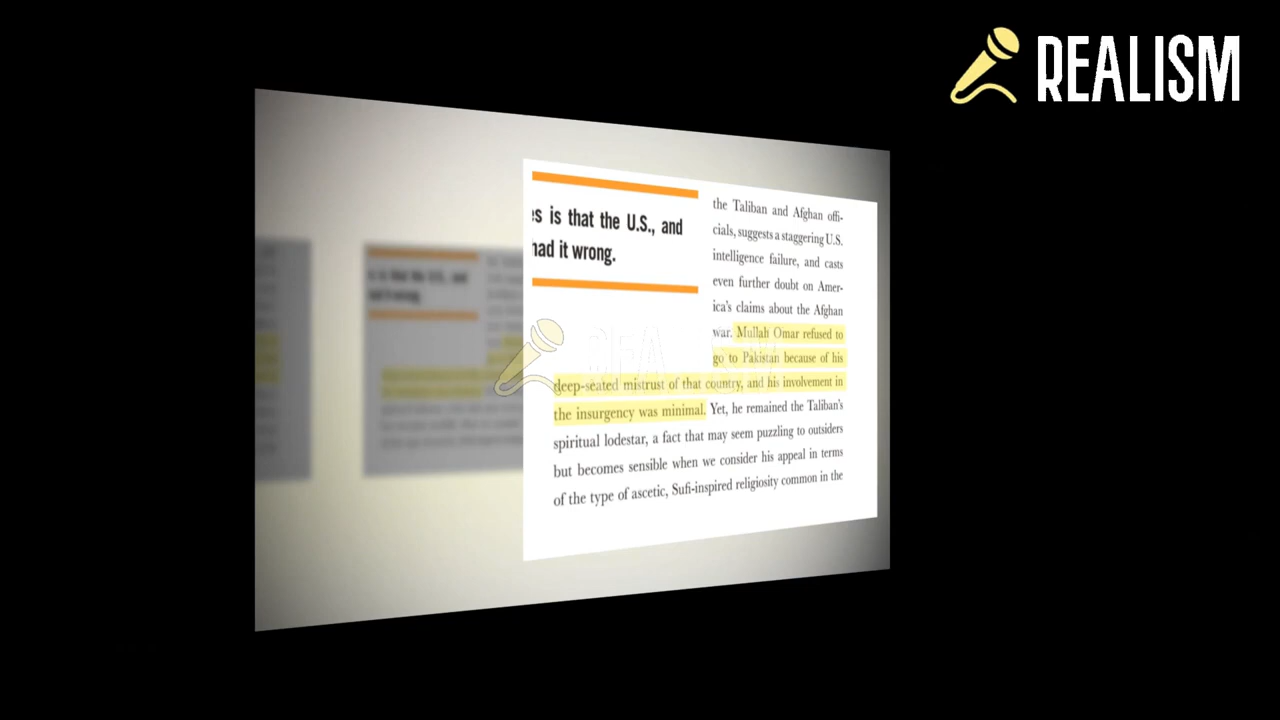 REALISM
es is that the U.S., and
had it wrong.
the Taliban and Afghan offi-
cials, suggests a staggering U.S.
intelligence failure, and casts
even further doubt on Amer-
ica's claims about the Afghan
war. Mullah Omar refused to
go to Pakistan because of his
deep-seated mistrust of that country, and his involvement in
the insurgency was minimal. Yet, he remained the Taliban's
spiritual lodestar, a fact that may seem puzzling to outsiders
but becomes sensible when we consider his appeal in terms
of the type of ascetic, Sufi-inspired religiosity common in the